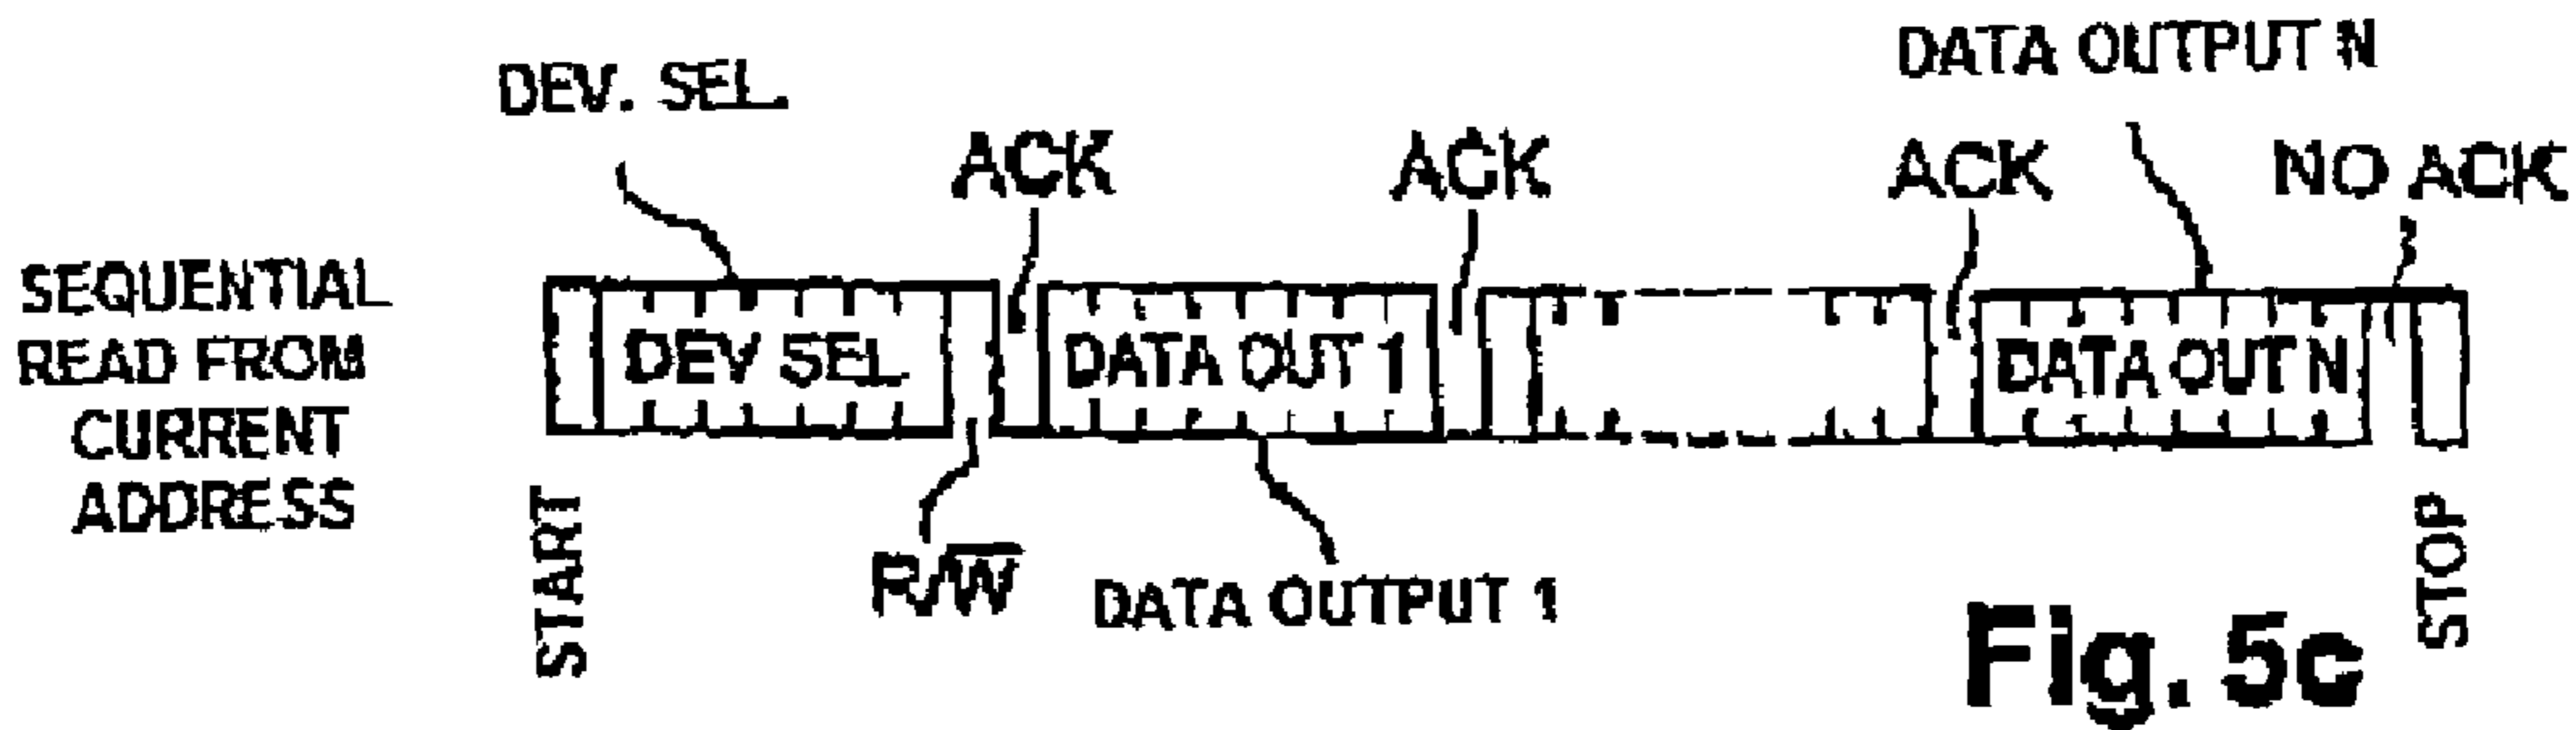 DATA OUTPUT N
DEV. SEL.
ACK
ACK
ACK
NO ACK
SEQUENTIAL
READ FROM
CURRENT
ADDRESS
DEV SEL
DATA OUT 1
DATA OUT N
START
R/W̅
DATA OUTPUT 1
STOP
Fig. 5c